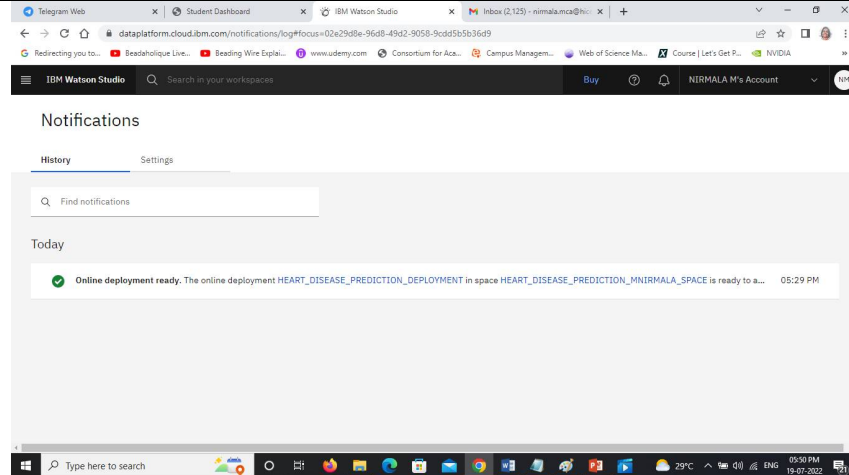 Telegram Web
Student Dashboard
IBM Watson Studio
Inbox (2,125) - nirmala.mca@hic
dataplatform.cloud.ibm.com/notifications/log#focus=02e29d8e-96d8-49d2-9058-9cdd5b5b36d9
Redirecting you to... Beadaholique Live... Beading Wire Explai... www.udemy.com Consortium for Aca... Campus Managem... Web of Science Ma... Course | Let's Get P... NVIDIA »
IBM Watson Studio Search in your workspaces Buy NIRMALA M's Account NM
Notifications
History Settings
Find notifications
Today
Online deployment ready. The online deployment HEART_DISEASE_PREDICTION_DEPLOYMENT in space HEART_DISEASE_PREDICTION_MNIRMALA_SPACE is ready to a... 05:29 PM
Type here to search 29°C ENG 05:50 PM
19-07-2022
21